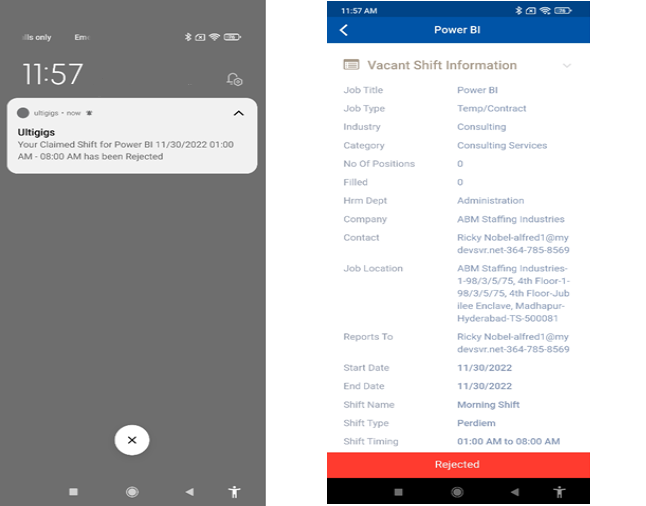 lls only Em
11:57
ultigigs • now
Ultigigs
Your Claimed Shift for Power BI 11/30/2022 01:00
AM - 08:00 AM has been Rejected
11:57 AM
Power BI
Vacant Shift Information
Job Title Power BI
Job Type Temp/Contract
Industry Consulting
Category Consulting Services
No Of Positions 0
Filled 0
Hrm Dept Administration
Company ABM Staffing Industries
Contact Ricky Nobel-alfred1@my
devsvr.net-364-785-8569
Job Location ABM Staffing Industries-
1-98/3/5/75, 4th Floor-1-
98/3/5/75, 4th Floor-Jub
ilee Enclave, Madhapur-
Hyderabad-TS-500081
Reports To Ricky Nobel-alfred1@my
devsvr.net-364-785-8569
Start Date 11/30/2022
End Date 11/30/2022
Shift Name Morning Shift
Shift Type Perdiem
Shift Timing 01:00 AM to 08:00 AM
Rejected